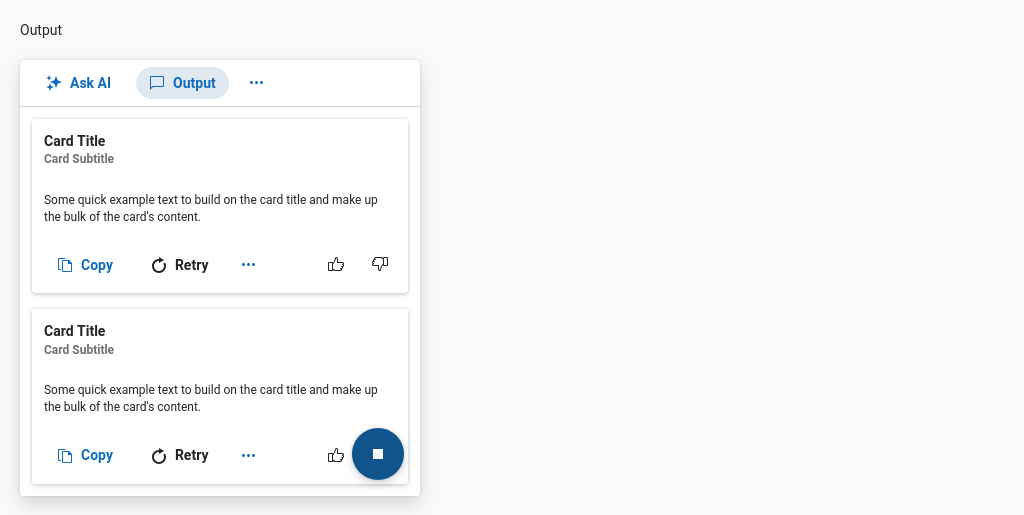 Output
Ask AI Output
Card Title
Card Subtitle
Some quick example text to build on the card title and make up
the bulk of the card's content.
Copy Retry
Card Title
Card Subtitle
Some quick example text to build on the card title and make up
the bulk of the card's content.
Copy Retry